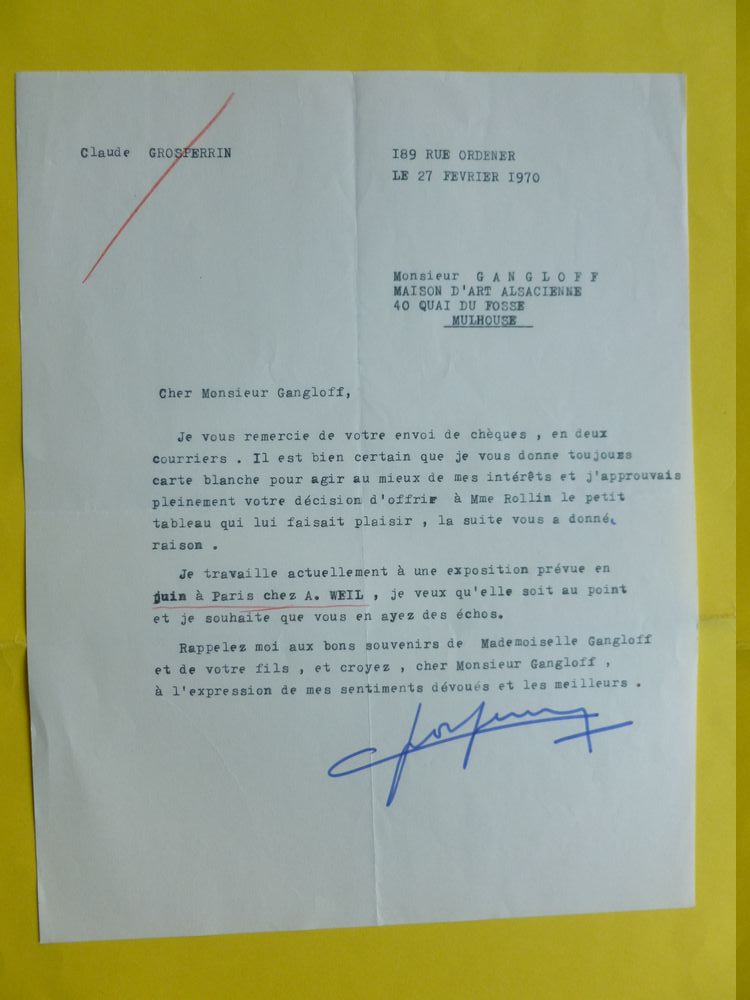 Claude GROSPERRIN
I89 RUE ORDENER
LE 27 FEVRIER I970
Monsieur G A N G L O F F
MAISON D'ART ALSACIENNE
40 QUAI DU FOSSE
MULHOUSE
Cher Monsieur Gangloff,
Je vous remercie de votre envoi de chèques , en deux
courriers . Il est bien certain que je vous donne toujours
carte blanche pour agir au mieux de mes intérêts et j'approuvais
pleinement votre décision d'offrir à Mme Rollin le petit
tableau qui lui faisait plaisir , la suite vous a donné
raison .
Je travaille actuellement à une exposition prévue en
juin à Paris chez A. WEIL , je veux qu'elle soit au point
et je souhaite que vous en ayez des échos.
Rappelez moi aux bons souvenirs de Mademoiselle Gangloff
et de votre fils , et croyez , cher Monsieur Gangloff ,
à l'expression de mes sentiments dévoués et les meilleurs .